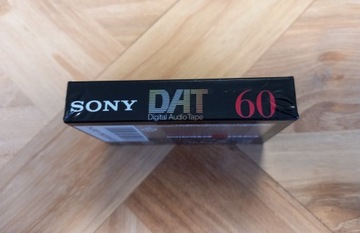 SONY DAT 60
Digital Audio Tape